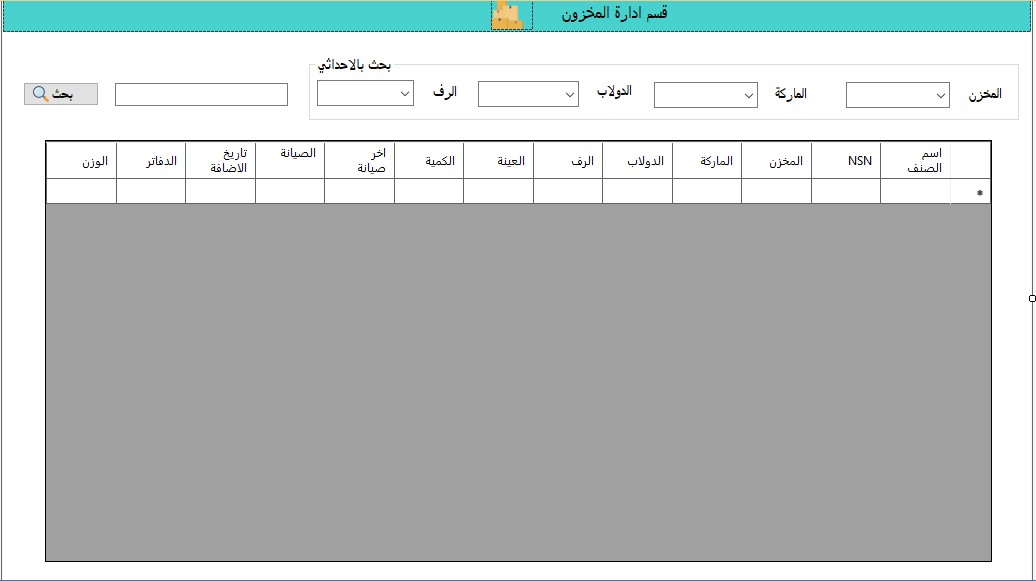 قسم ادارة المخزون
بحث بالاحداثي
المخزن
الماركة
الدولاب
الرف
بحث
اسم
الصنف
NSN
المخزن
الماركة
الدولاب
الرف
العينة
الكمية
اخر
صيانة
الصيانة
تاريخ
الاضافة
الدفاتر
الوزن